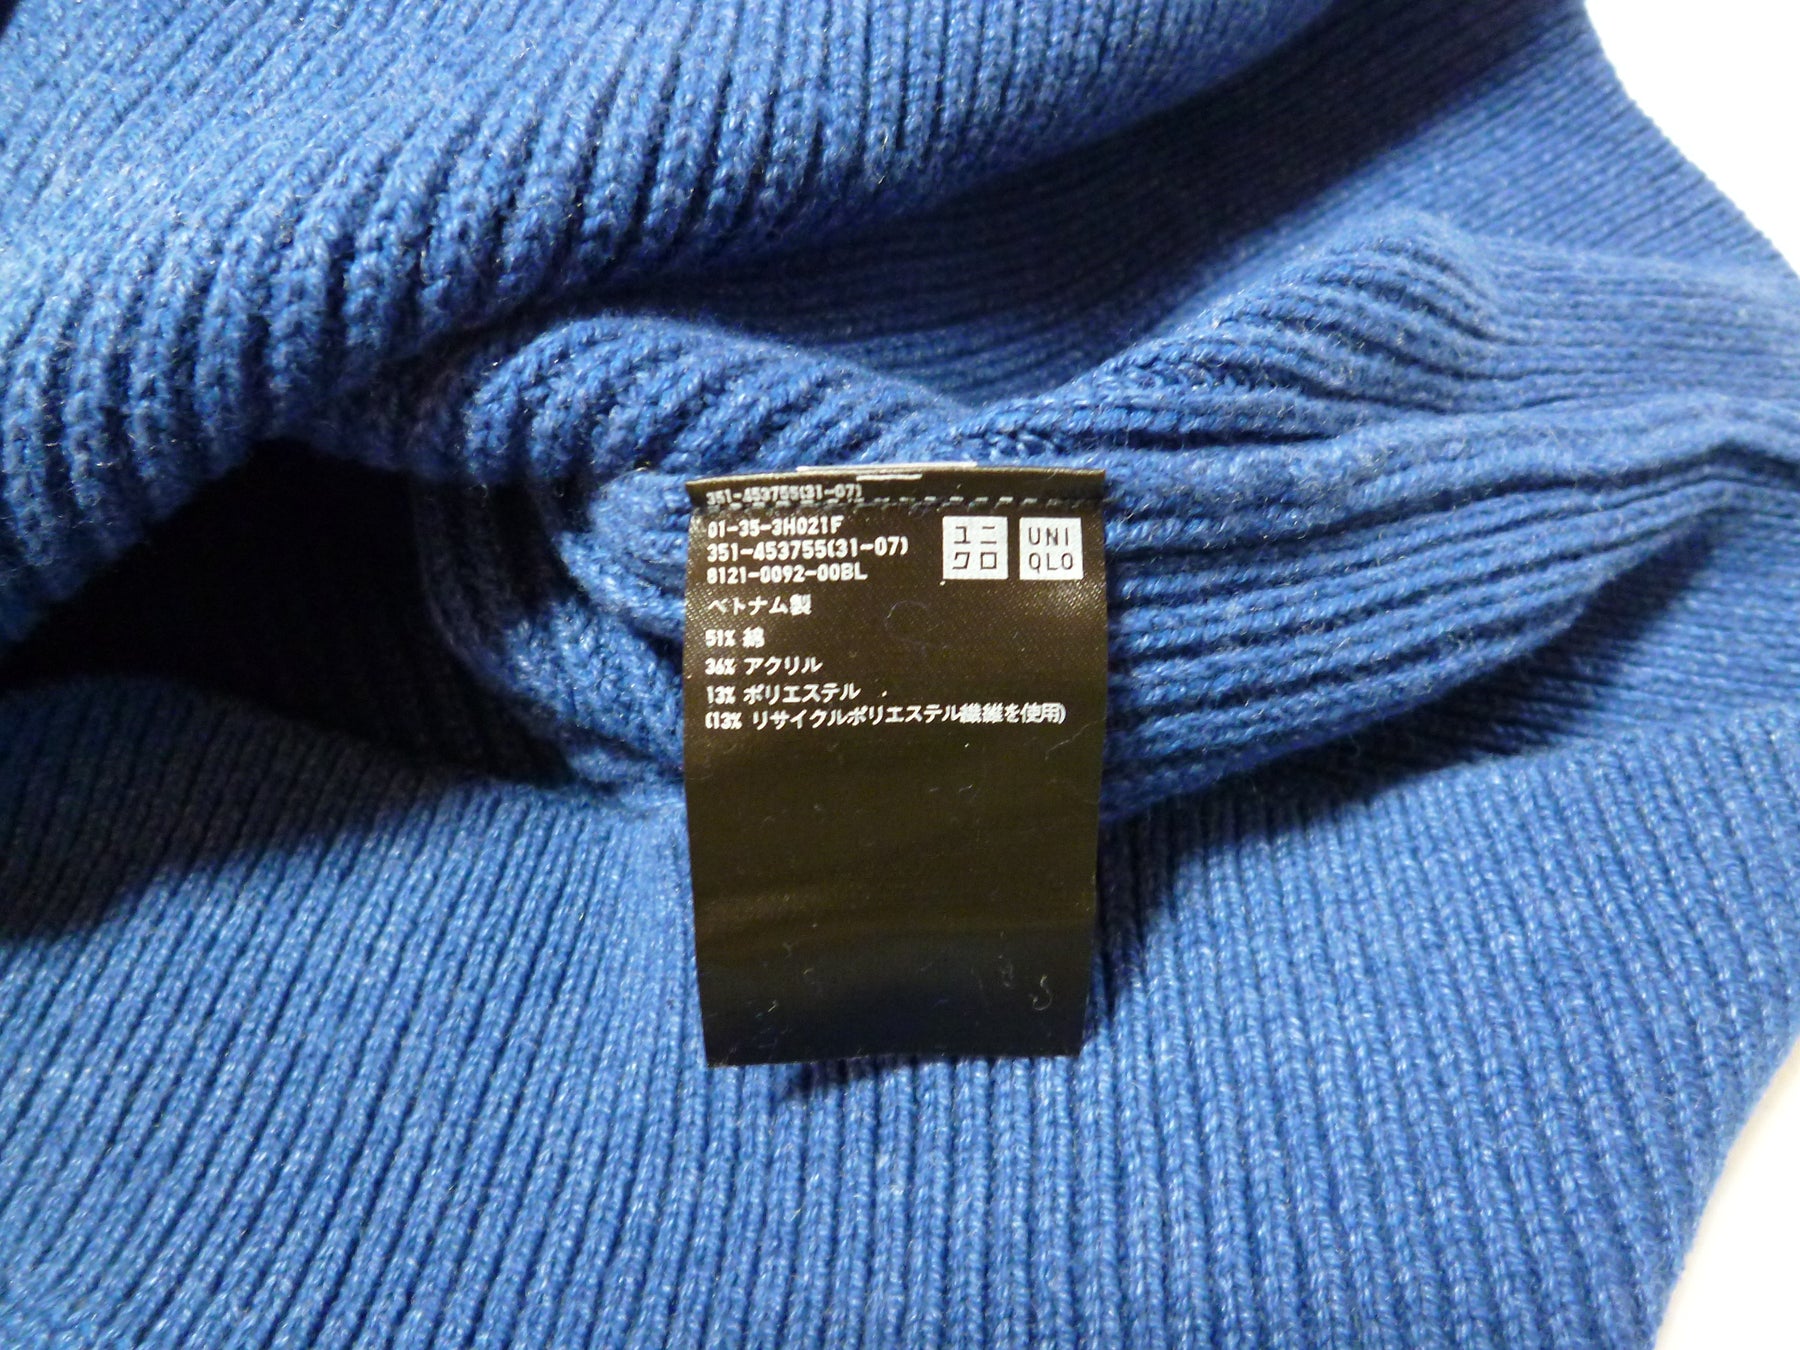 351-453755(31-07)
01-35-3H021F
351-453755(31-07)
8121-0092-00BL
ユニ
クロ
UNI
QLO
ベトナム製
51% 綿
36% アクリル
13% ポリエステル
(13% リサイクルポリエステル繊維を使用)